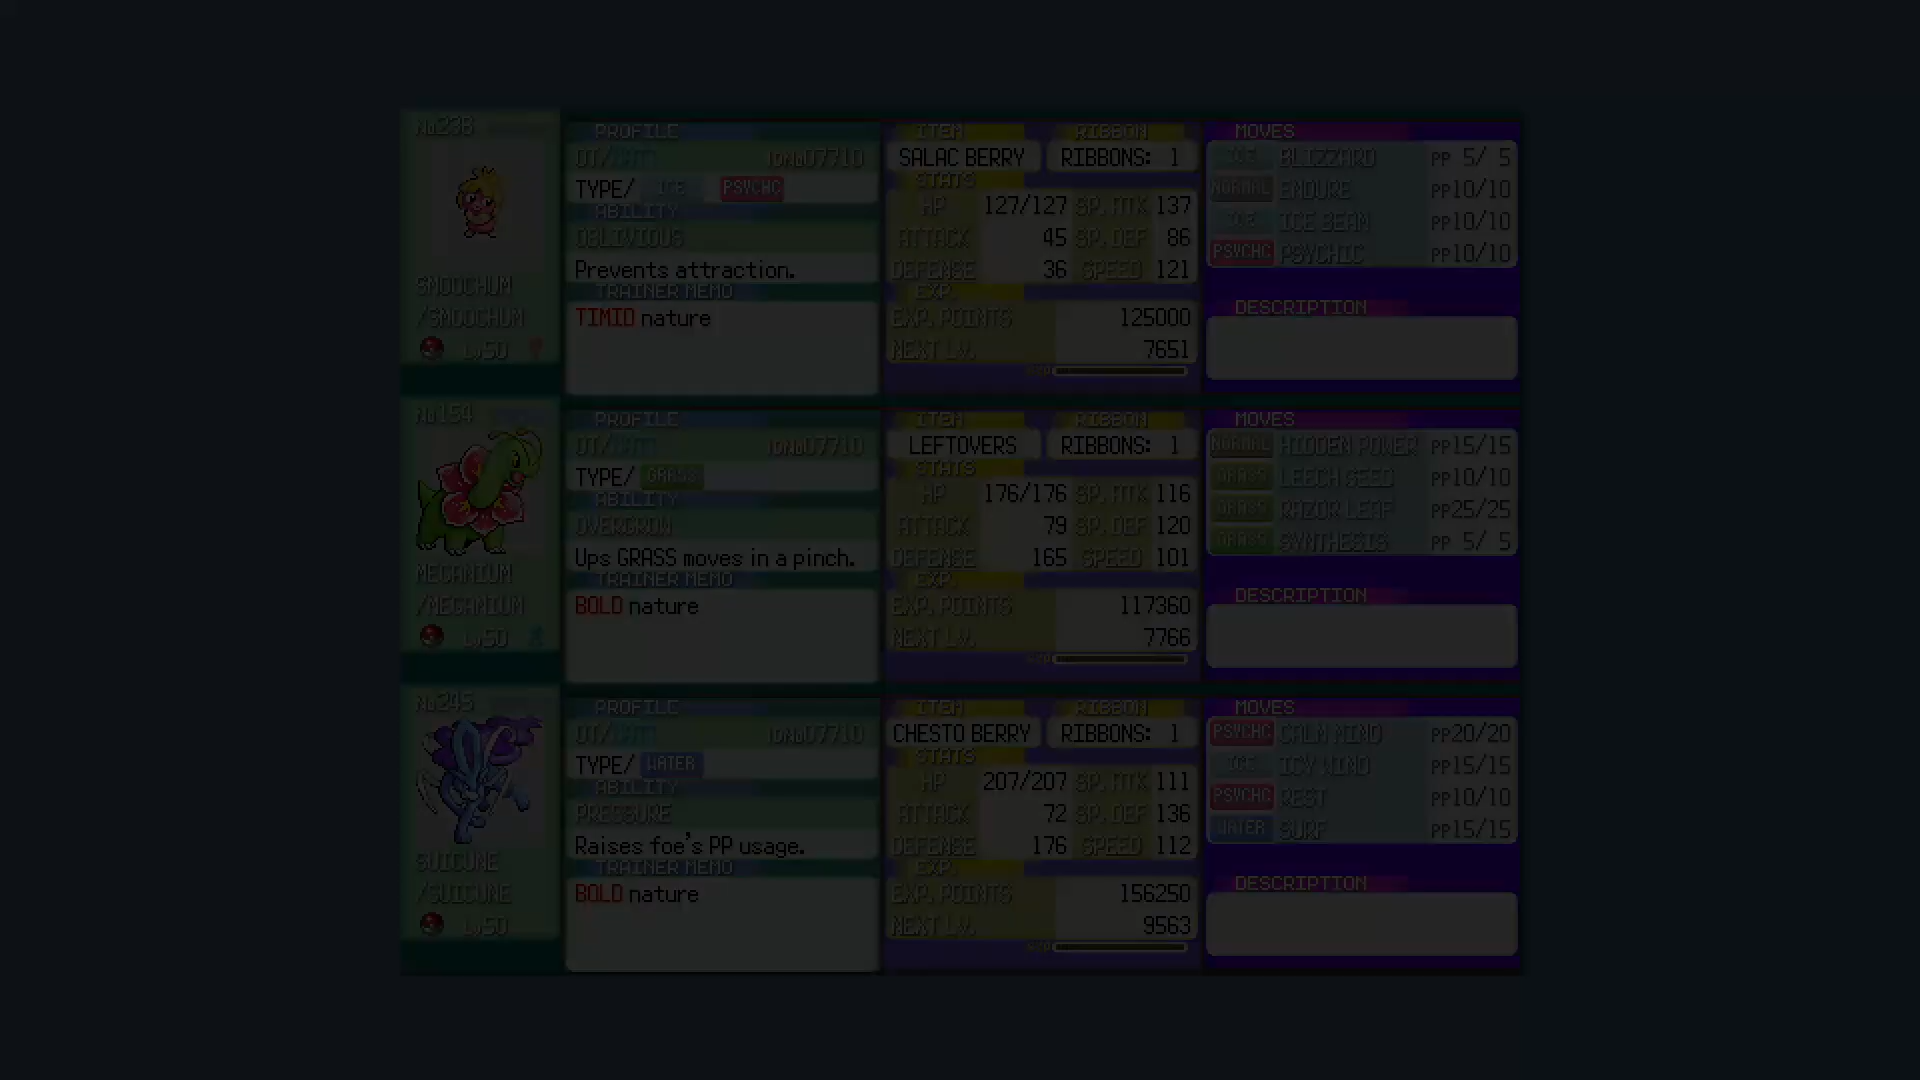 No238
SMOOCHUM
/SMOOCHUM
Lv50
PROFILE
OT/ IDNo07710
TYPE/ ICE PSYCHC
ABILITY
OBLIVIOUS
Prevents attraction.
TRAINER MEMO
TIMID nature
ITEM RIBBON
SALAC BERRY RIBBONS: 1
STATS
HP 127/127 SP. ATK 137
ATTACK 45 SP. DEF 86
DEFENSE 36 SPEED 121
EXP.
EXP. POINTS 125000
NEXT LV. 7651
EXP
MOVES
ICE BLIZZARD PP 5/ 5
NORMAL ENDURE PP10/10
ICE ICE BEAM PP10/10
PSYCHC PSYCHIC PP10/10
DESCRIPTION
No154
MEGANIUM
/MEGANIUM
Lv50
PROFILE
OT/ IDNo07710
TYPE/ GRASS
ABILITY
OVERGROW
Ups GRASS moves in a pinch.
TRAINER MEMO
BOLD nature
ITEM RIBBON
LEFTOVERS RIBBONS: 1
STATS
HP 176/176 SP. ATK 116
ATTACK 79 SP. DEF 120
DEFENSE 165 SPEED 101
EXP.
EXP. POINTS 117360
NEXT LV. 7766
EXP
MOVES
NORMAL HIDDEN POWER PP15/15
GRASS LEECH SEED PP10/10
GRASS RAZOR LEAF PP25/25
GRASS SYNTHESIS PP 5/ 5
DESCRIPTION
No245
SUICUNE
/SUICUNE
Lv50
PROFILE
OT/ IDNo07710
TYPE/ WATER
ABILITY
PRESSURE
Raises foe's PP usage.
TRAINER MEMO
BOLD nature
ITEM RIBBON
CHESTO BERRY RIBBONS: 1
STATS
HP 207/207 SP. ATK 111
ATTACK 72 SP. DEF 136
DEFENSE 176 SPEED 112
EXP.
EXP. POINTS 156250
NEXT LV. 9563
EXP
MOVES
PSYCHC CALM MIND PP20/20
ICE ICY WIND PP15/15
PSYCHC REST PP10/10
WATER SURF PP15/15
DESCRIPTION